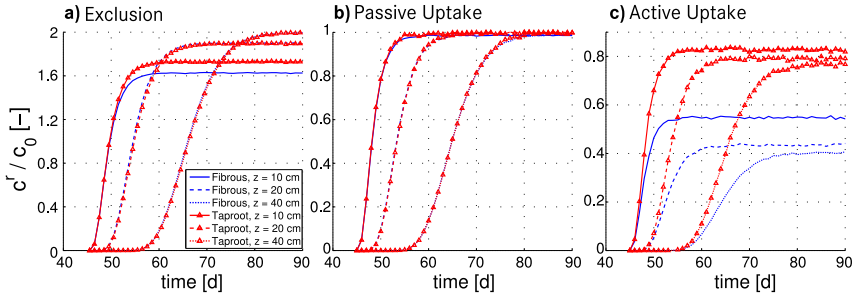 a) Exclusion
b) Passive Uptake
c) Active Uptake
c^r / c_0 [-]
2
1.6
1.2
0.8
0.4
0
40 50 60 70 80 90
time [d]
Fibrous, z = 10 cm
Fibrous, z = 20 cm
Fibrous, z = 40 cm
Taproot, z = 10 cm
Taproot, z = 20 cm
Taproot, z = 40 cm
1
0.8
0.6
0.4
0.2
0
40 50 60 70 80 90
time [d]
0.8
0.6
0.4
0.2
0
40 50 60 70 80 90
time [d]